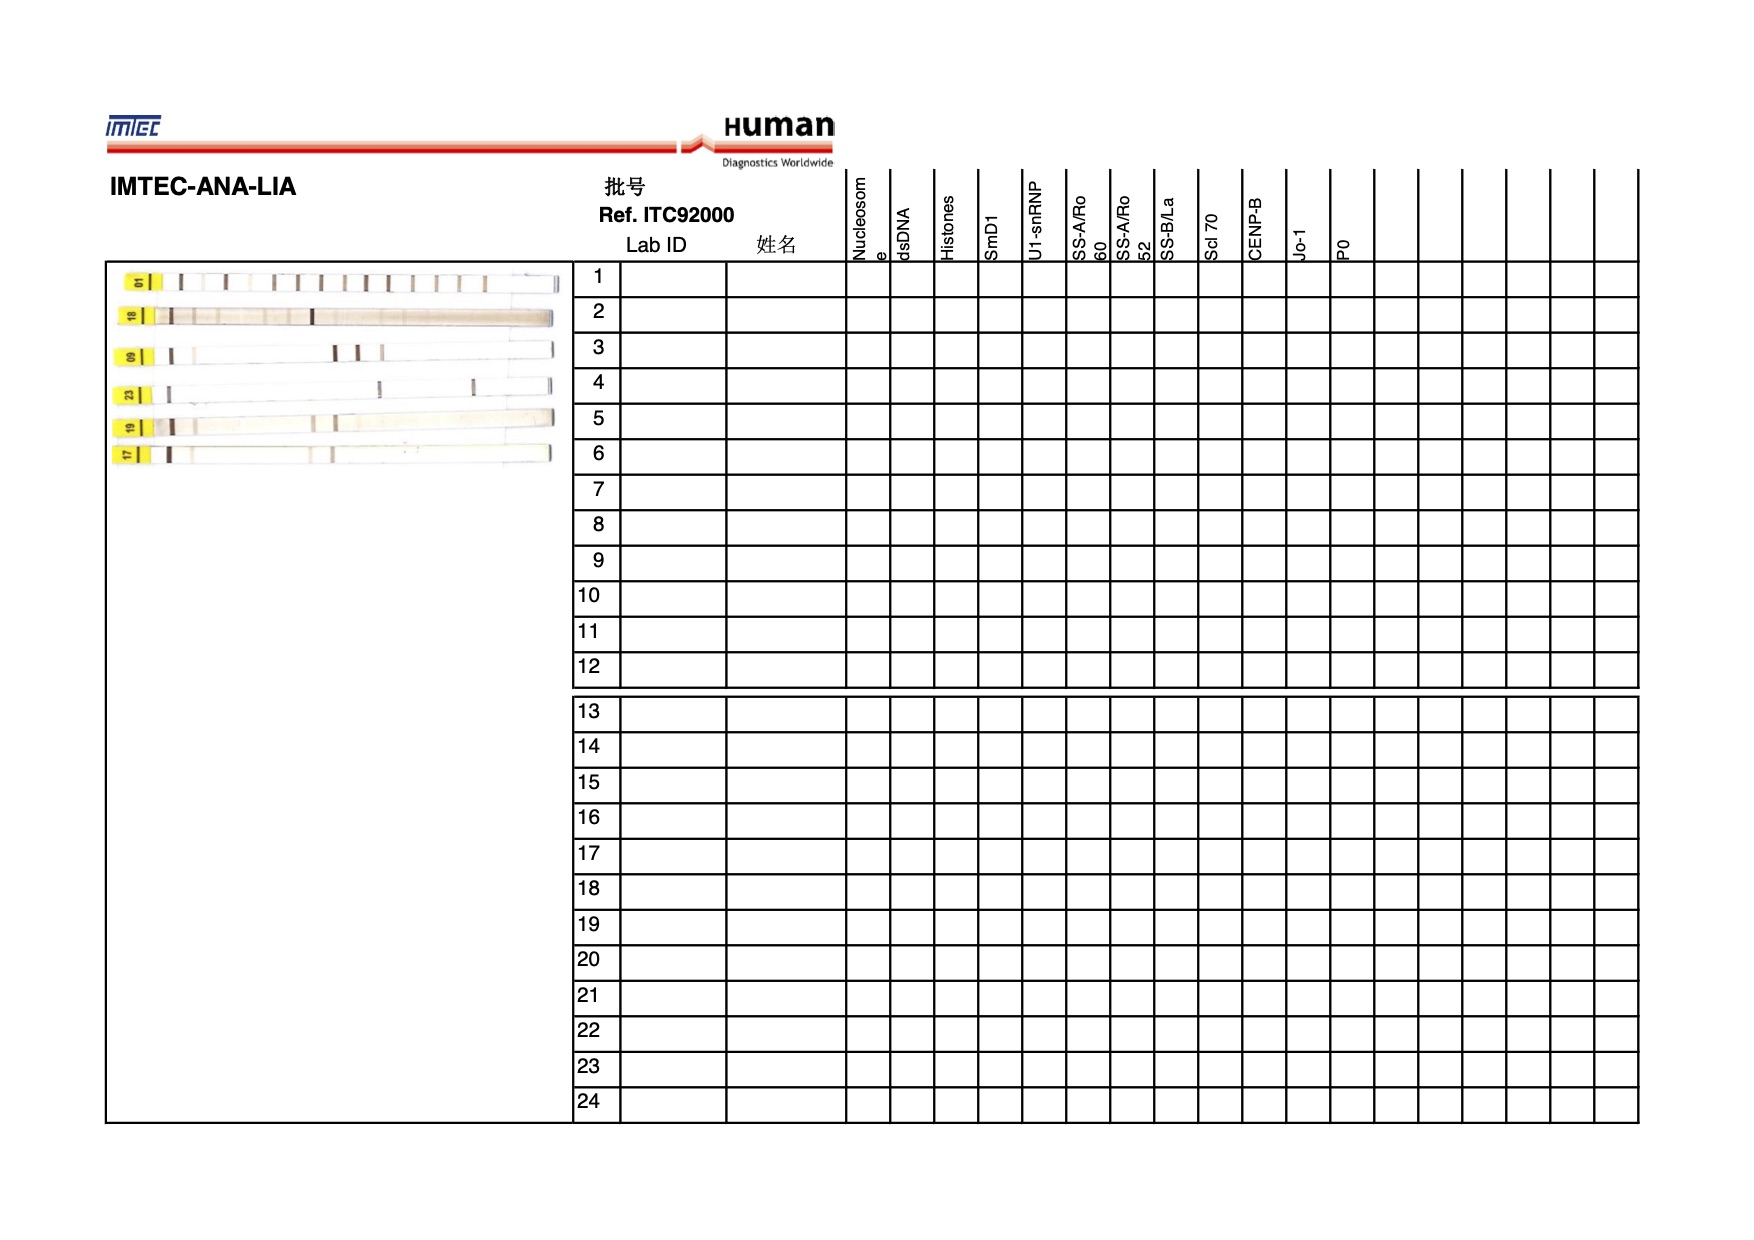 imtec
Human
Diagnostics Worldwide
IMTEC-ANA-LIA
批号
Ref. ITC92000
Lab ID 姓名
Nucleosom
e
dsDNA
Histones
SmD1
U1-snRNP
SS-A/Ro
60
SS-A/Ro
52
SS-B/La
Scl 70
CENP-B
Jo-1
P0
01
18
09
23
19
17
1
2
3
4
5
6
7
8
9
10
11
12
13
14
15
16
17
18
19
20
21
22
23
24